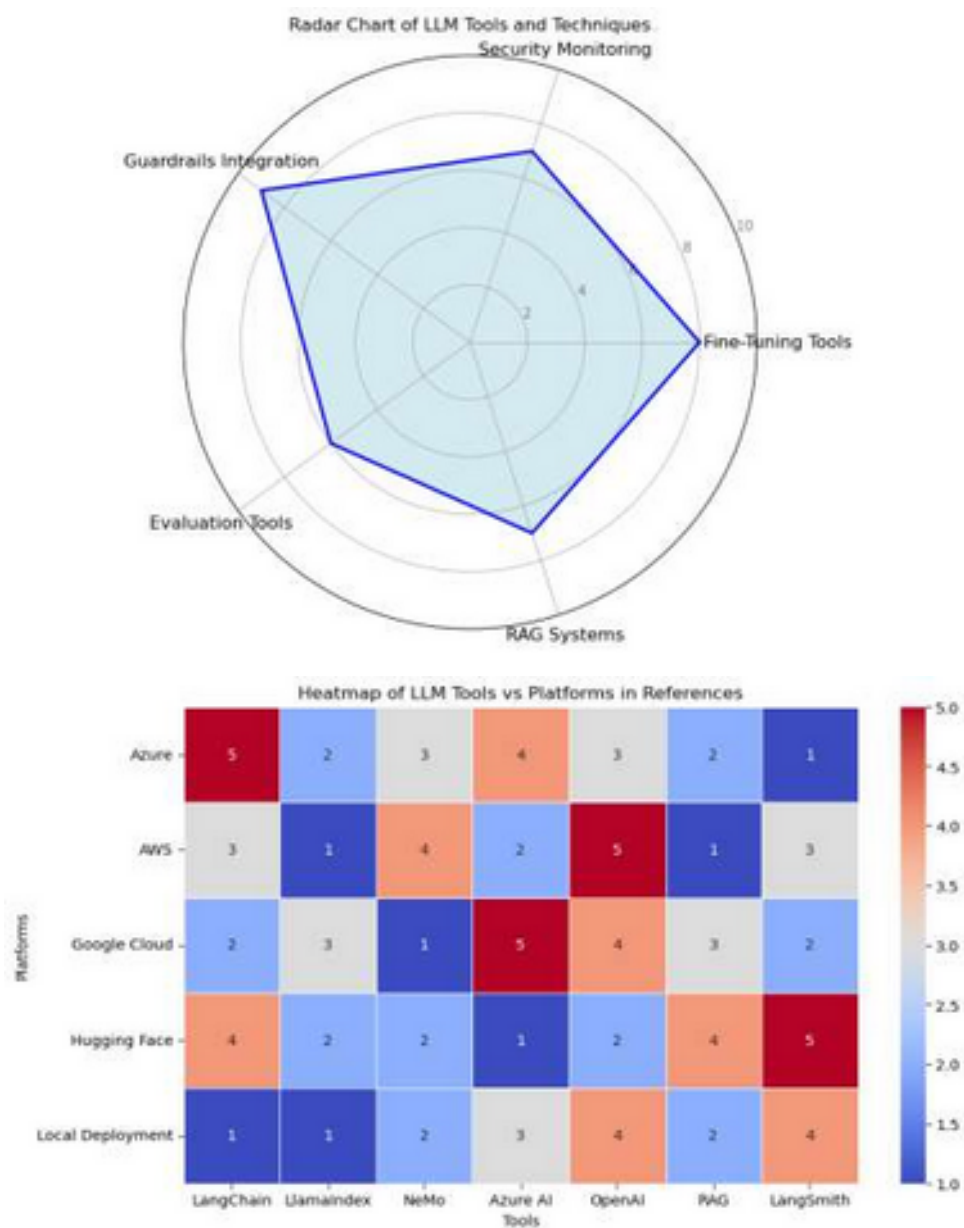 Radar Chart of LLM Tools and Techniques
Security Monitoring
Guardrails Integration
10
8
6
4
2
Fine-Tuning Tools
Evaluation Tools
RAG Systems
Heatmap of LLM Tools vs Platforms in References
Platforms
Azure 5 2 3 4 3 2 1
AWS 3 1 4 2 5 1 3
Google Cloud 2 3 1 5 4 3 2
Hugging Face 4 2 2 1 2 4 5
Local Deployment 1 1 2 3 4 2 4
LangChain LlamaIndex NeMo Azure AI OpenAI RAG LangSmith
Tools
5.0
4.5
4.0
3.5
3.0
2.5
2.0
1.5
1.0